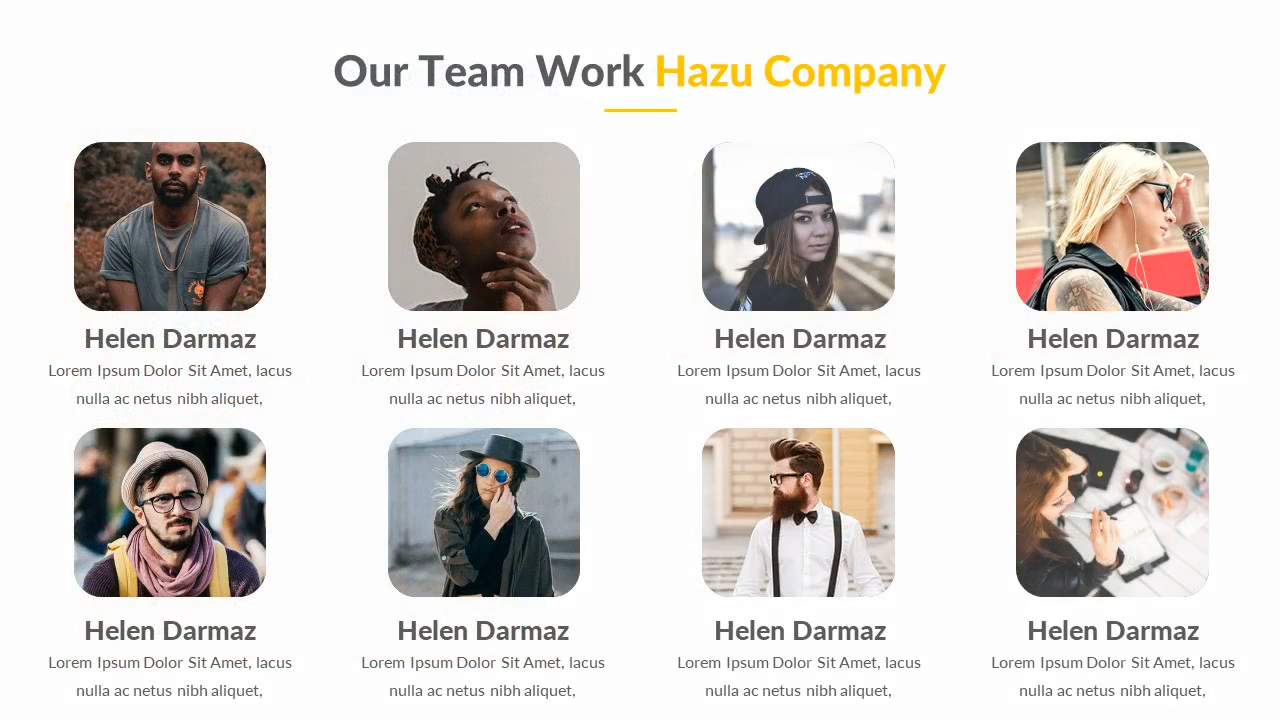 Our Team Work Hazu Company
Helen Darmaz
Lorem Ipsum Dolor Sit Amet, lacus
nulla ac netus nibh aliquet,
Helen Darmaz
Lorem Ipsum Dolor Sit Amet, lacus
nulla ac netus nibh aliquet,
Helen Darmaz
Lorem Ipsum Dolor Sit Amet, lacus
nulla ac netus nibh aliquet,
Helen Darmaz
Lorem Ipsum Dolor Sit Amet, lacus
nulla ac netus nibh aliquet,
Helen Darmaz
Lorem Ipsum Dolor Sit Amet, lacus
nulla ac netus nibh aliquet,
Helen Darmaz
Lorem Ipsum Dolor Sit Amet, lacus
nulla ac netus nibh aliquet,
Helen Darmaz
Lorem Ipsum Dolor Sit Amet, lacus
nulla ac netus nibh aliquet,
Helen Darmaz
Lorem Ipsum Dolor Sit Amet, lacus
nulla ac netus nibh aliquet,